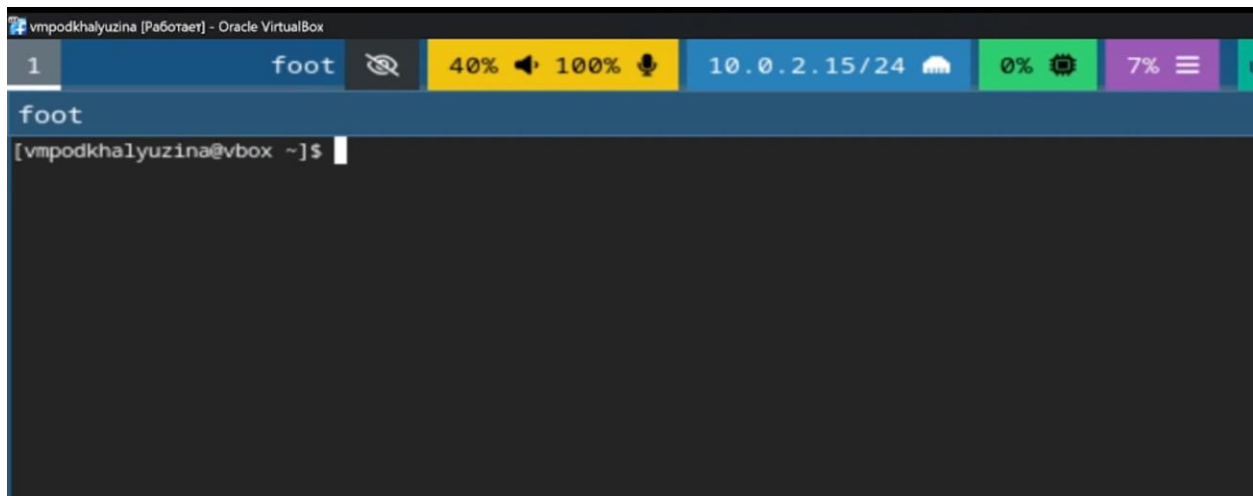 vmpodkhalyuzina [Работает] - Oracle VirtualBox
1 foot 40% 100% 10.0.2.15/24 0% 7%
foot
[vmpodkhalyuzina@vbox ~]$